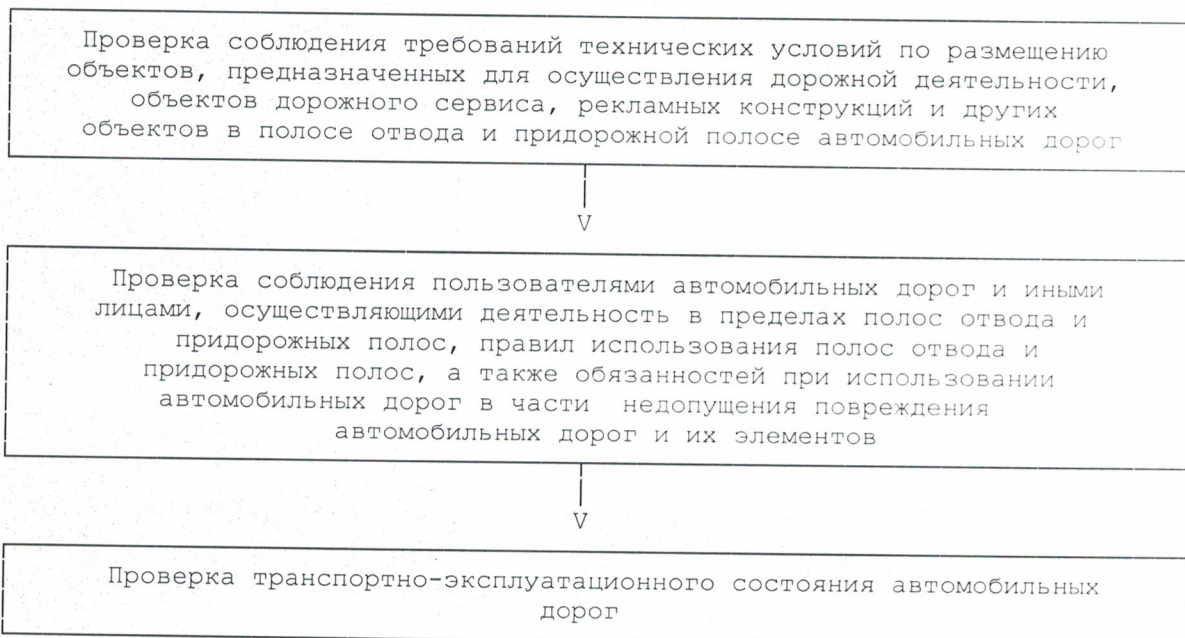 Проверка соблюдения требований технических условий по размещению
объектов, предназначенных для осуществления дорожной деятельности,
объектов дорожного сервиса, рекламных конструкций и других
объектов в полосе отвода и придорожной полосе автомобильных дорог
V
Проверка соблюдения пользователями автомобильных дорог и иными
лицами, осуществляющими деятельность в пределах полос отвода и
придорожных полос, правил использования полос отвода и
придорожных полос, а также обязанностей при использовании
автомобильных дорог в части недопущения повреждения
автомобильных дорог и их элементов
V
Проверка транспортно-эксплуатационного состояния автомобильных
дорог